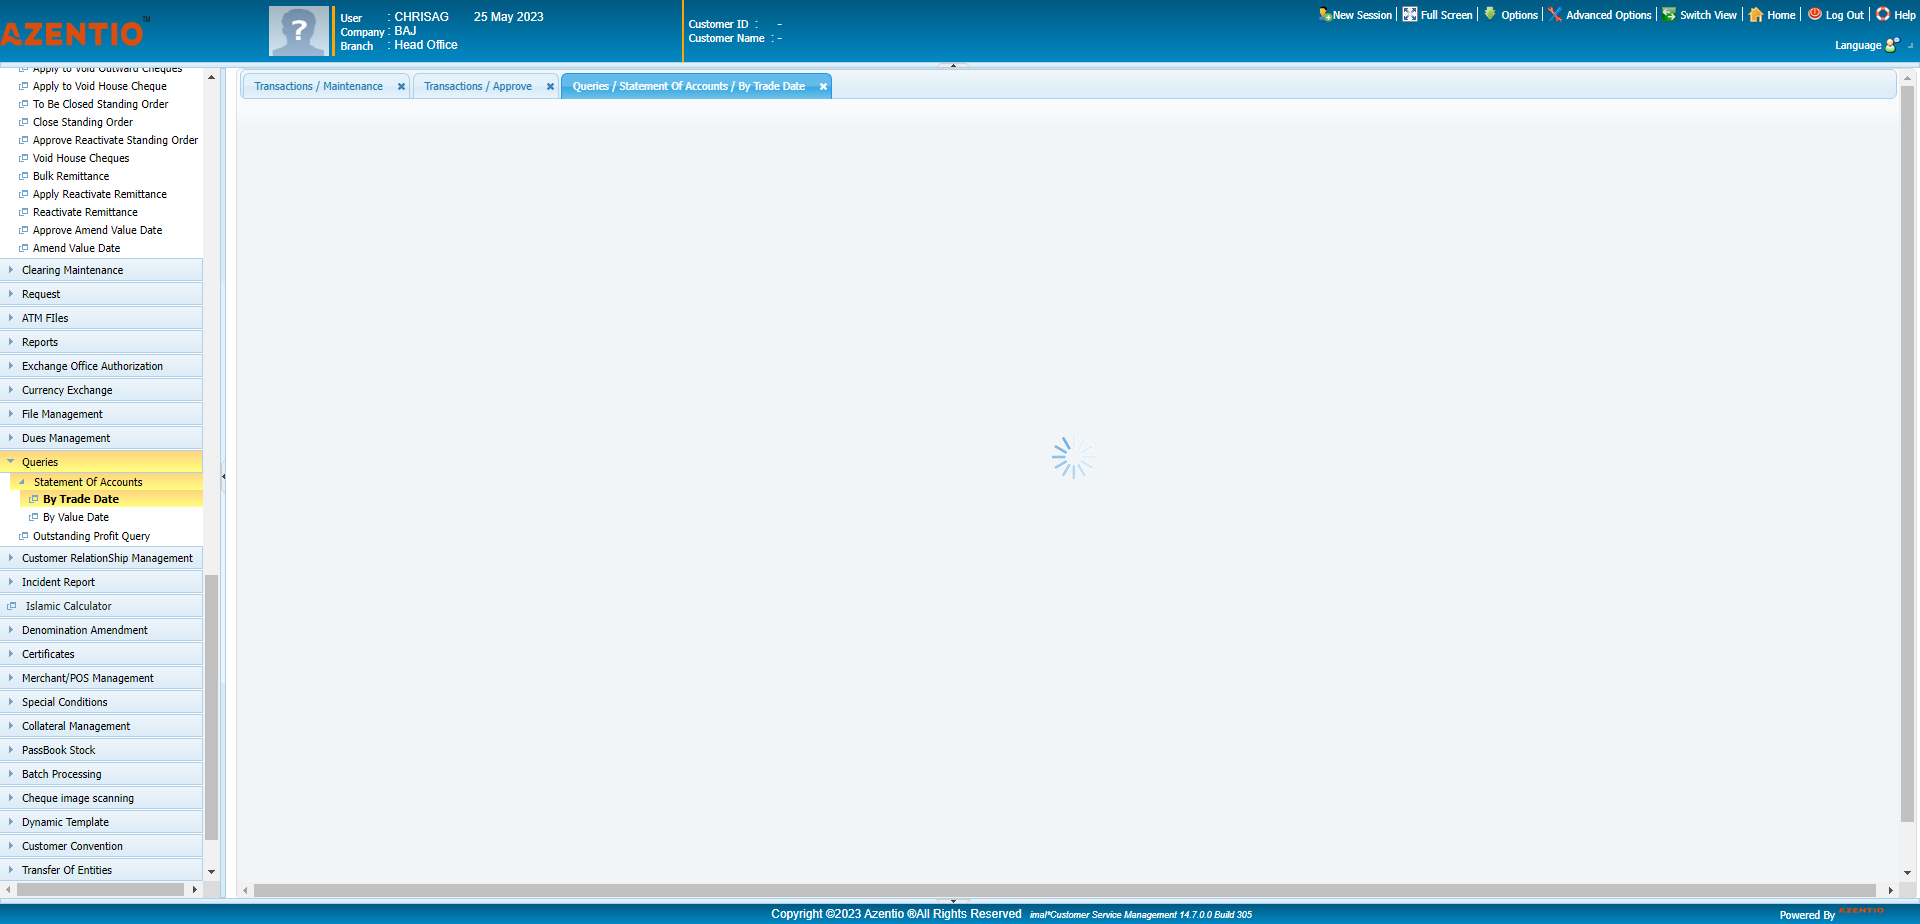 AZENTIO™
User : CHRISAG 25 May 2023
Company : BAJ
Branch : Head Office
Customer ID : -
Customer Name : -
New Session
Full Screen
Options
Advanced Options
Switch View
Home
Log Out
Help
Language
Transactions / Maintenance
Transactions / Approve
Queries / Statement Of Accounts / By Trade Date
Apply to Void Outward Cheques
Apply to Void House Cheque
To Be Closed Standing Order
Close Standing Order
Approve Reactivate Standing Order
Void House Cheques
Bulk Remittance
Apply Reactivate Remittance
Reactivate Remittance
Approve Amend Value Date
Amend Value Date
Clearing Maintenance
Request
ATM FIles
Reports
Exchange Office Authorization
Currency Exchange
File Management
Dues Management
Queries
Statement Of Accounts
By Trade Date
By Value Date
Outstanding Profit Query
Customer RelationShip Management
Incident Report
Islamic Calculator
Denomination Amendment
Certificates
Merchant/POS Management
Special Conditions
Collateral Management
PassBook Stock
Batch Processing
Cheque image scanning
Dynamic Template
Customer Convention
Transfer Of Entities
Copyright ©2023 Azentio ®All Rights Reserved imal*Customer Service Management 14.7.0.0 Build 305
Powered By AZENTIO